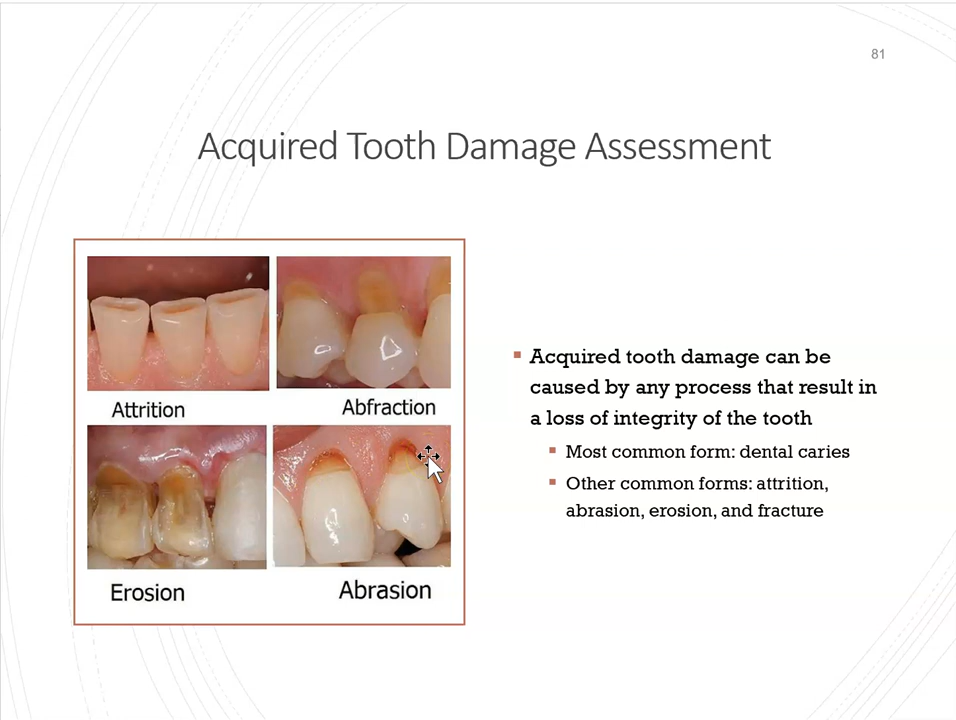 81
Acquired Tooth Damage Assessment
Attrition
Abfraction
Erosion
Abrasion
Acquired tooth damage can be
caused by any process that result in
a loss of integrity of the tooth
Most common form: dental caries
Other common forms: attrition,
abrasion, erosion, and fracture